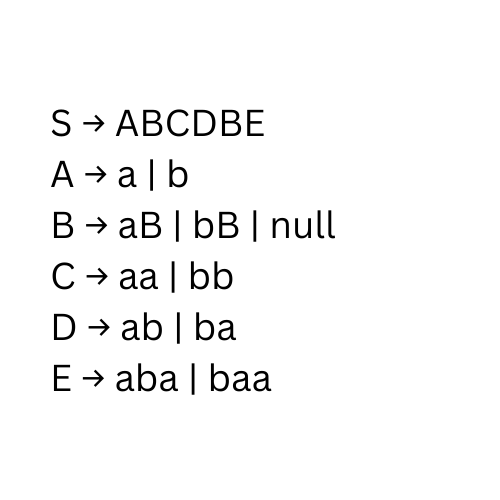 S → ABCDBE
A → a | b
B → aB | bB | null
C → aa | bb
D → ab | ba
E → aba | baa